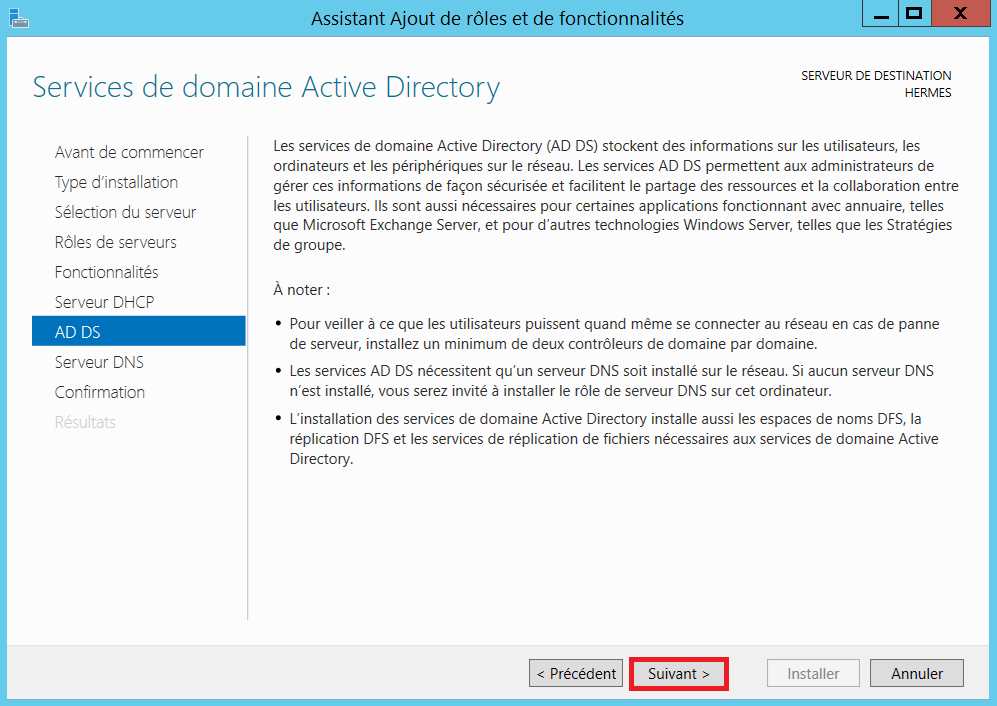 Assistant Ajout de rôles et de fonctionnalités
Services de domaine Active Directory
SERVEUR DE DESTINATION
HERMES
Avant de commencer
Type d'installation
Sélection du serveur
Rôles de serveurs
Fonctionnalités
Serveur DHCP
AD DS
Serveur DNS
Confirmation
Résultats
Les services de domaine Active Directory (AD DS) stockent des informations sur les utilisateurs, les
ordinateurs et les périphériques sur le réseau. Les services AD DS permettent aux administrateurs de
gérer ces informations de façon sécurisée et facilitent le partage des ressources et la collaboration entre
les utilisateurs. Ils sont aussi nécessaires pour certaines applications fonctionnant avec annuaire, telles
que Microsoft Exchange Server, et pour d'autres technologies Windows Server, telles que les Stratégies
de groupe.
À noter :
• Pour veiller à ce que les utilisateurs puissent quand même se connecter au réseau en cas de panne
de serveur, installez un minimum de deux contrôleurs de domaine par domaine.
• Les services AD DS nécessitent qu'un serveur DNS soit installé sur le réseau. Si aucun serveur DNS
n'est installé, vous serez invité à installer le rôle de serveur DNS sur cet ordinateur.
• L'installation des services de domaine Active Directory installe aussi les espaces de noms DFS, la
réplication DFS et les services de réplication de fichiers nécessaires aux services de domaine Active
Directory.
< Précédent
Suivant >
Installer
Annuler